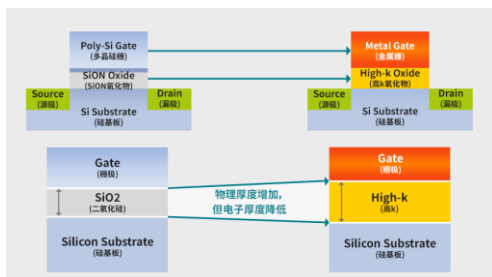 Poly-Si Gate
(多晶硅栅)
Metal Gate
(金属栅)
SiON Oxide
(SiON氧化物)
High-k Oxide
(高k氧化物)
Source
(源极)
Drain
(漏极)
Source
(源极)
Drain
(漏极)
Si Substrate
(硅基板)
Si Substrate
(硅基板)
Gate
(栅极)
Gate
(栅极)
SiO2
(二氧化硅)
物理厚度增加,
但电子厚度降低
High-k
(高k)
Silicon Substrate
(硅基板)
Silicon Substrate
(硅基板)